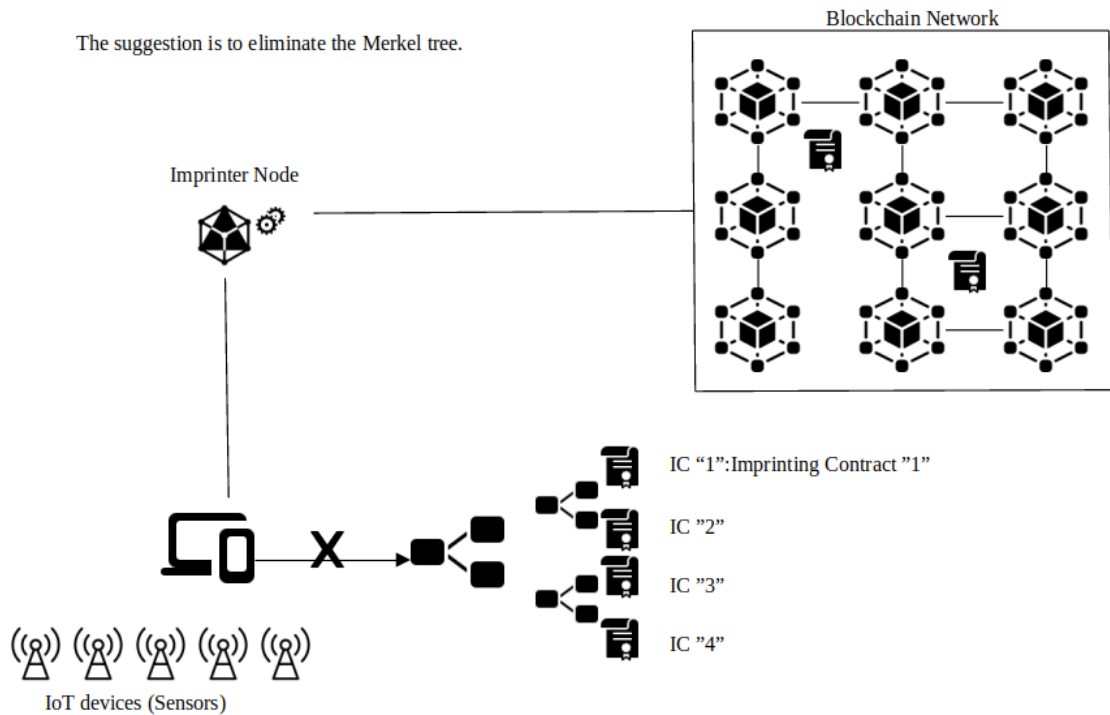 Blockchain Network
The suggestion is to eliminate the Merkel tree.
Imprinter Node
IC ”1”:Imprinting Contract ”1”
X
IC ”2”
IC ”3”
IC ”4”
IoT devices (Sensors)